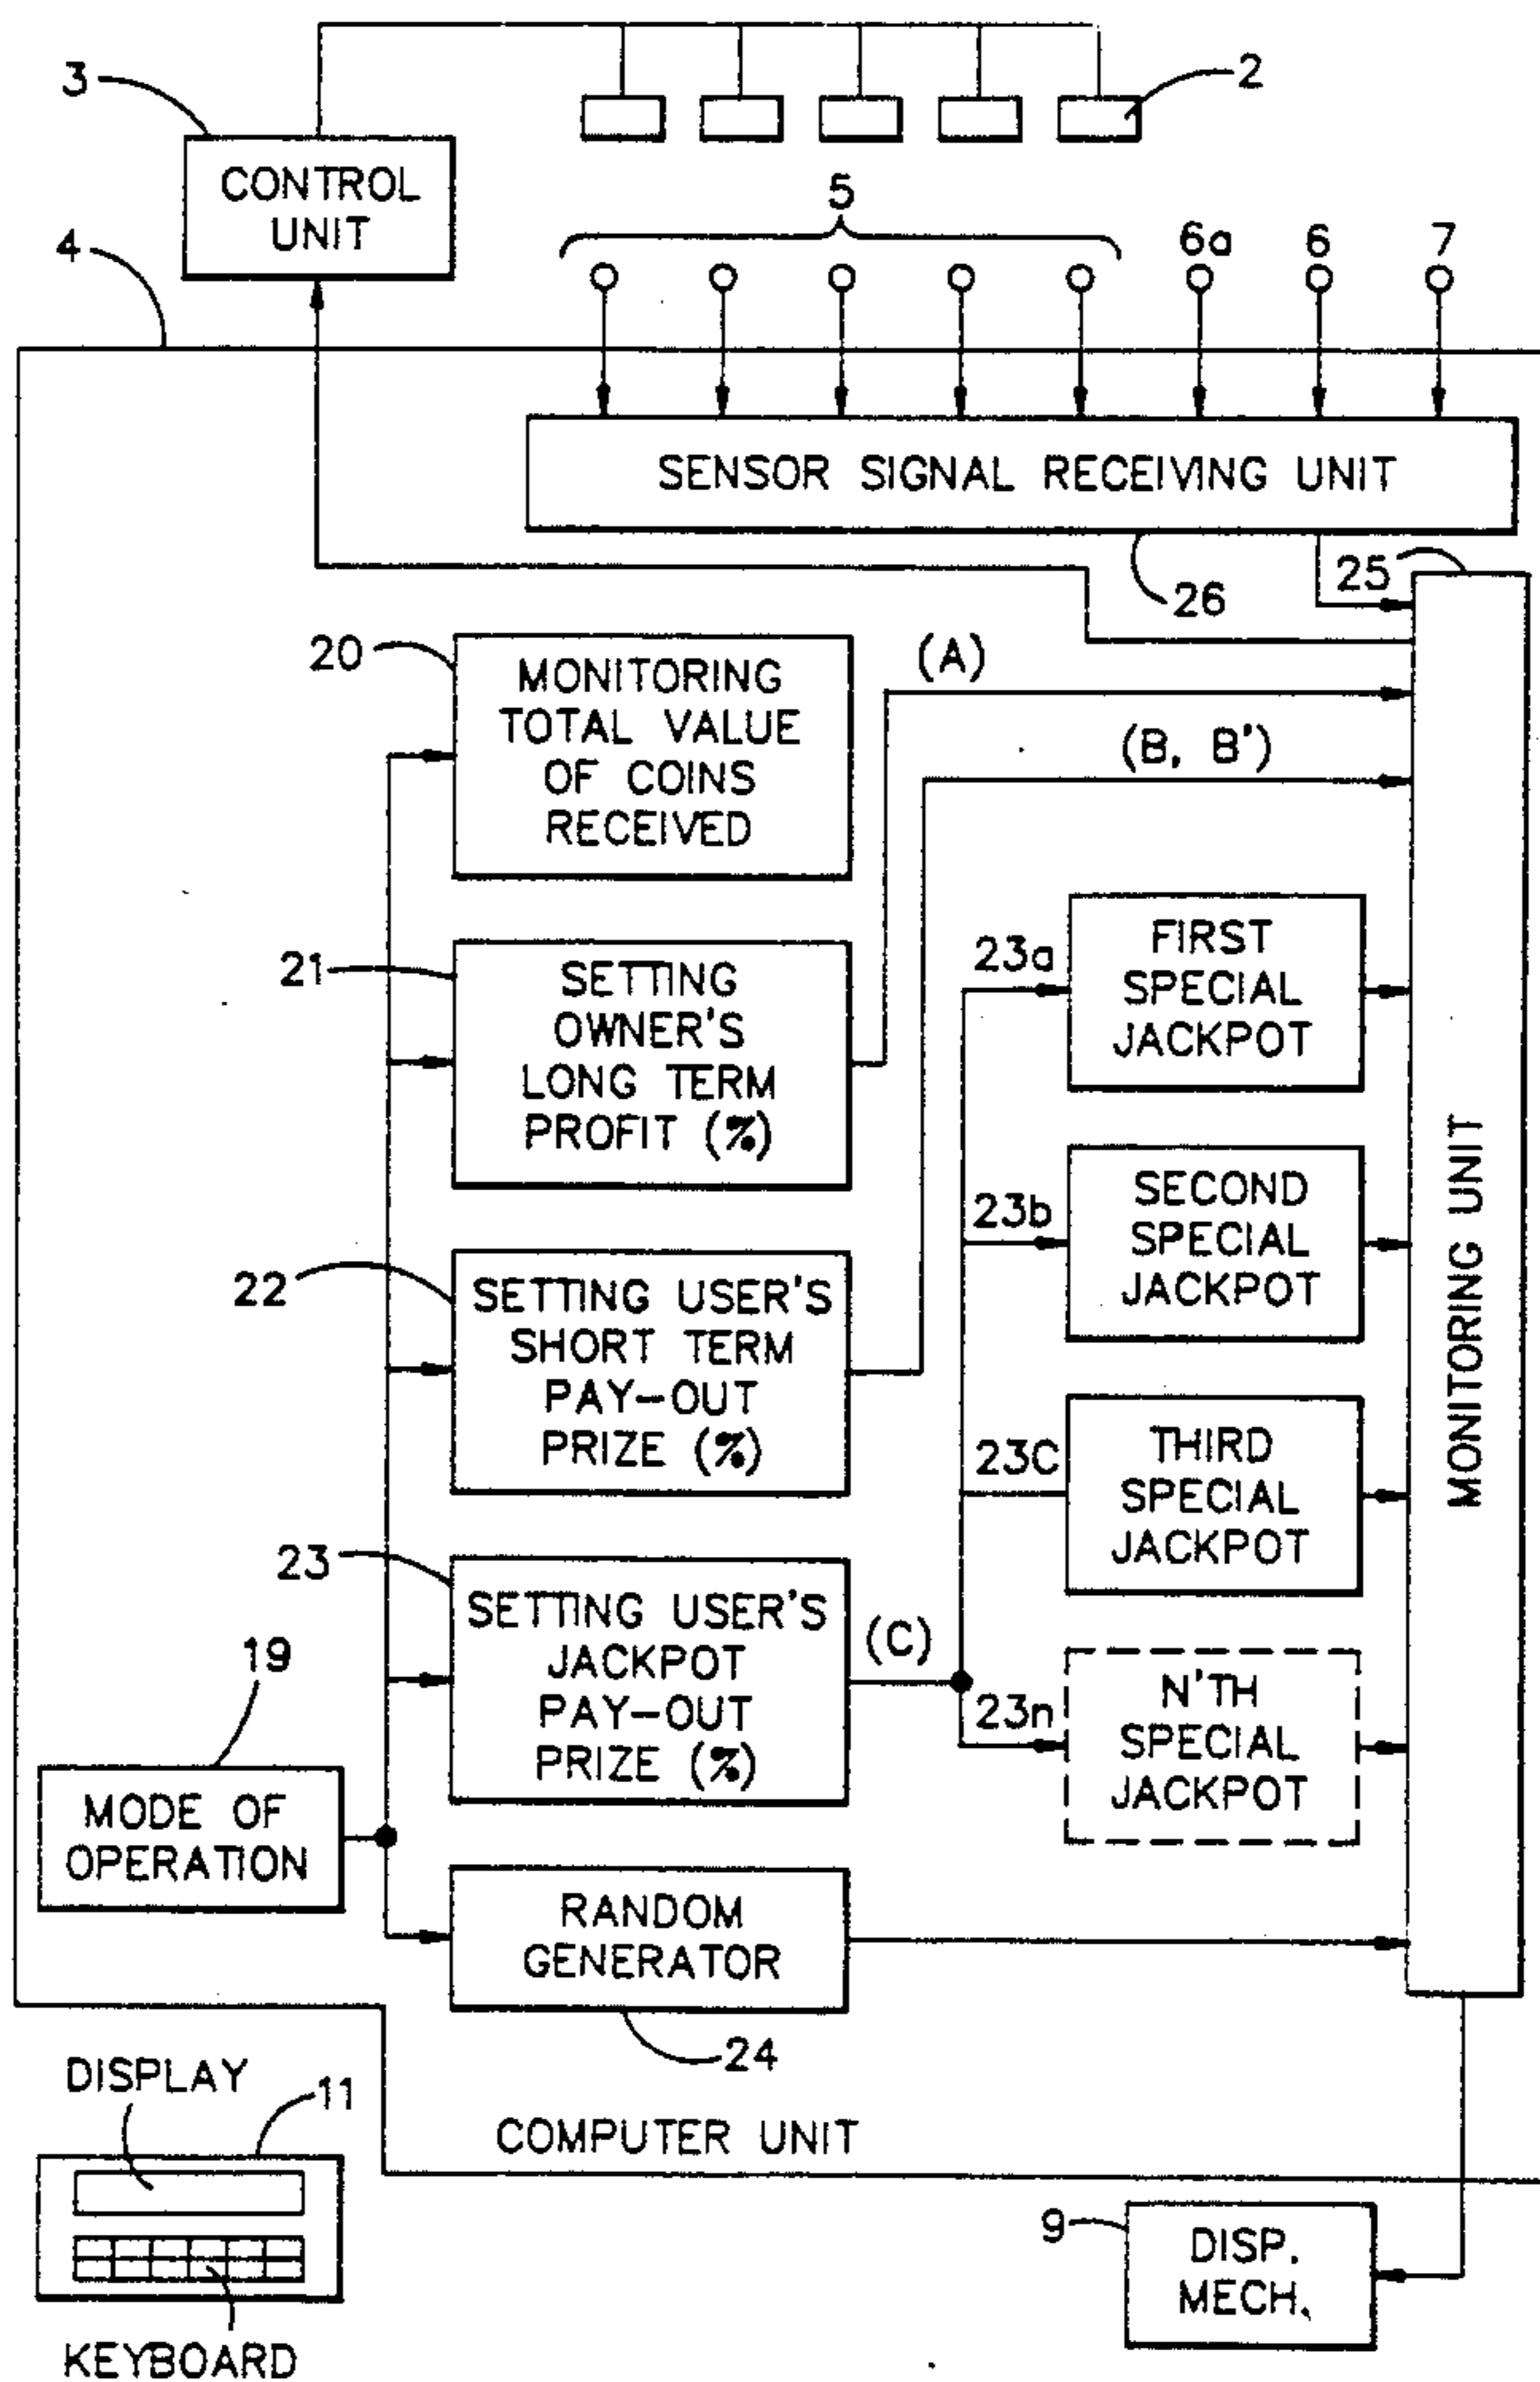 3
2
CONTROL
UNIT
5
6a
6
7
4
SENSOR SIGNAL RECEIVING UNIT
25
26
20
MONITORING
TOTAL VALUE
OF COINS
RECEIVED
(A)
(B, B')
21
SETTING
OWNER'S
LONG TERM
PROFIT (%)
23a
FIRST
SPECIAL
JACKPOT
23b
SECOND
SPECIAL
JACKPOT
MONITORING UNIT
22
SETTING USER'S
SHORT TERM
PAY-OUT
PRIZE (%)
23C
THIRD
SPECIAL
JACKPOT
23
SETTING USER'S
JACKPOT
PAY-OUT
PRIZE (%)
(C)
23n
N'TH
SPECIAL
JACKPOT
19
MODE OF
OPERATION
RANDOM
GENERATOR
24
DISPLAY
11
COMPUTER UNIT
KEYBOARD
9
DISP.
MECH.